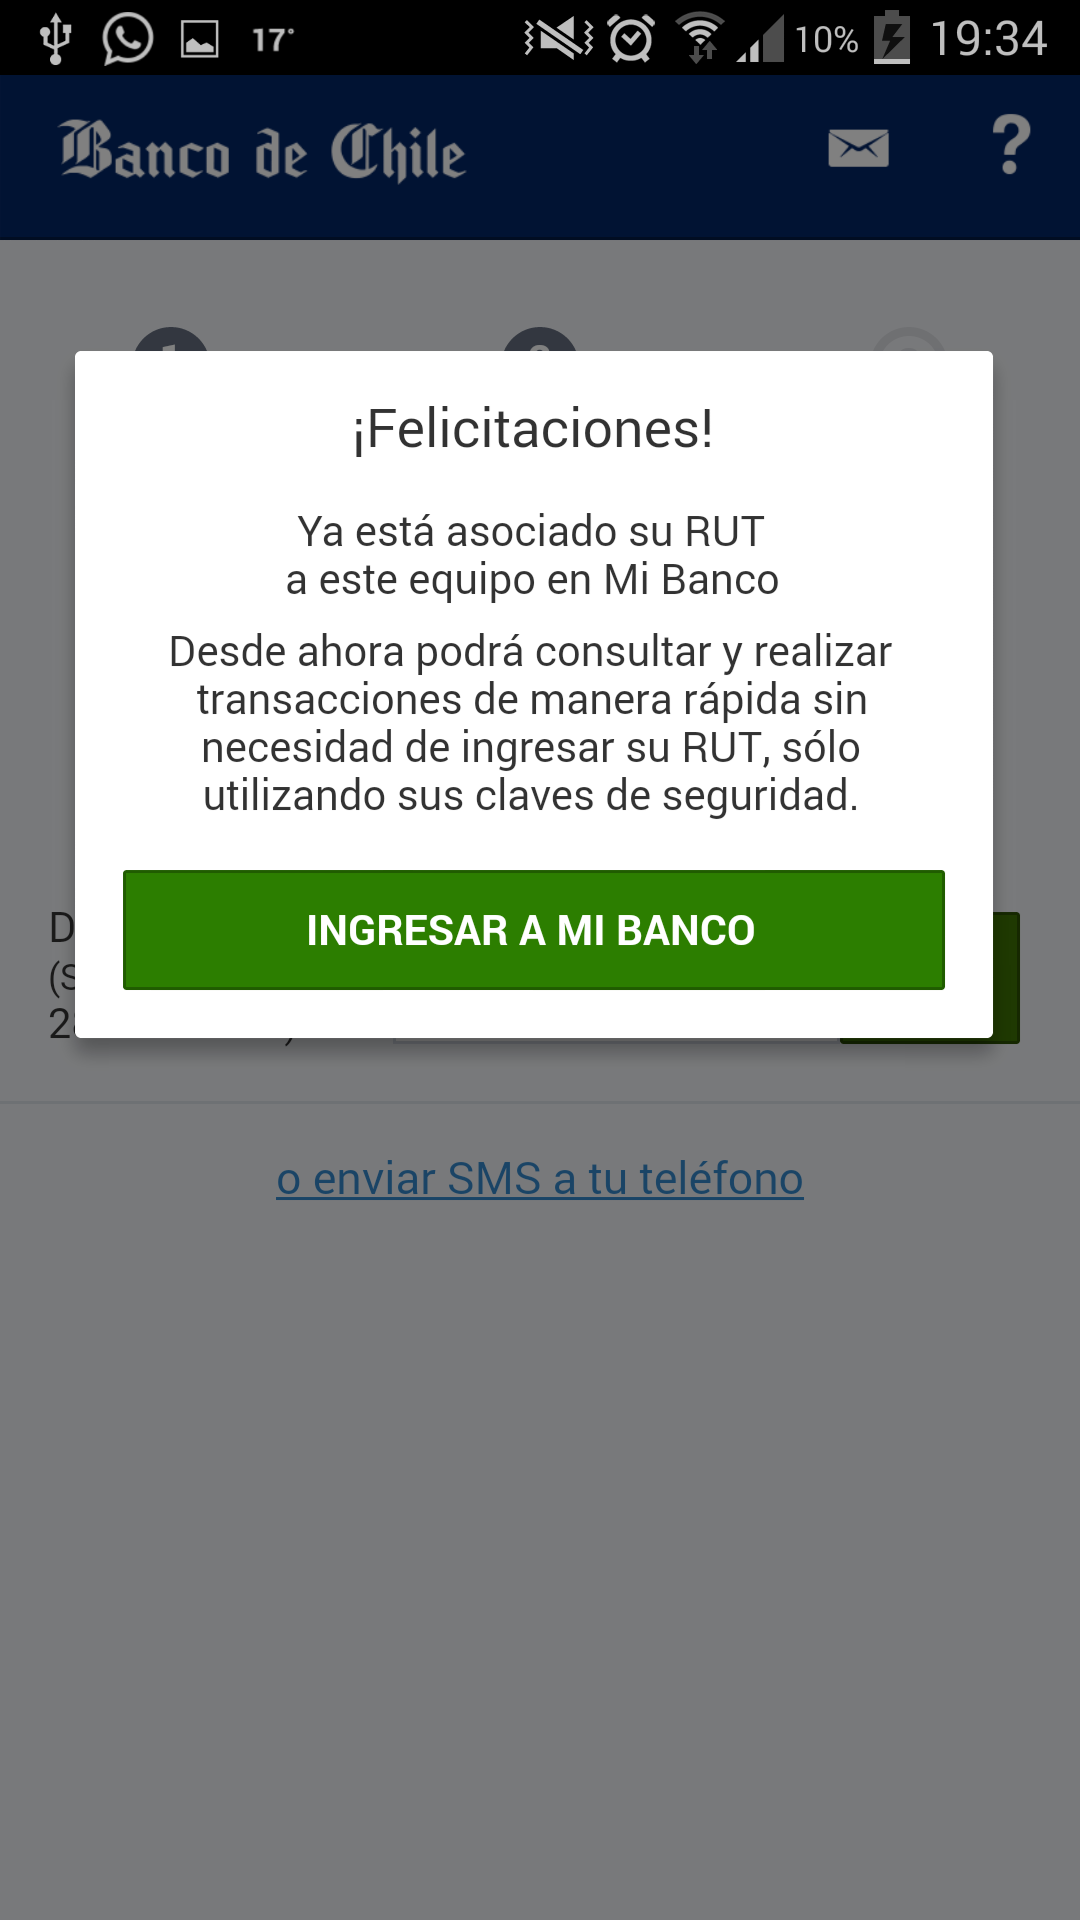 17°
10%
19:34
Banco de Chile
?
¡Felicitaciones!
Ya está asociado su RUT
a este equipo en Mi Banco
Desde ahora podrá consultar y realizar
transacciones de manera rápida sin
necesidad de ingresar su RUT, sólo
utilizando sus claves de seguridad.
INGRESAR A MI BANCO
o enviar SMS a tu teléfono